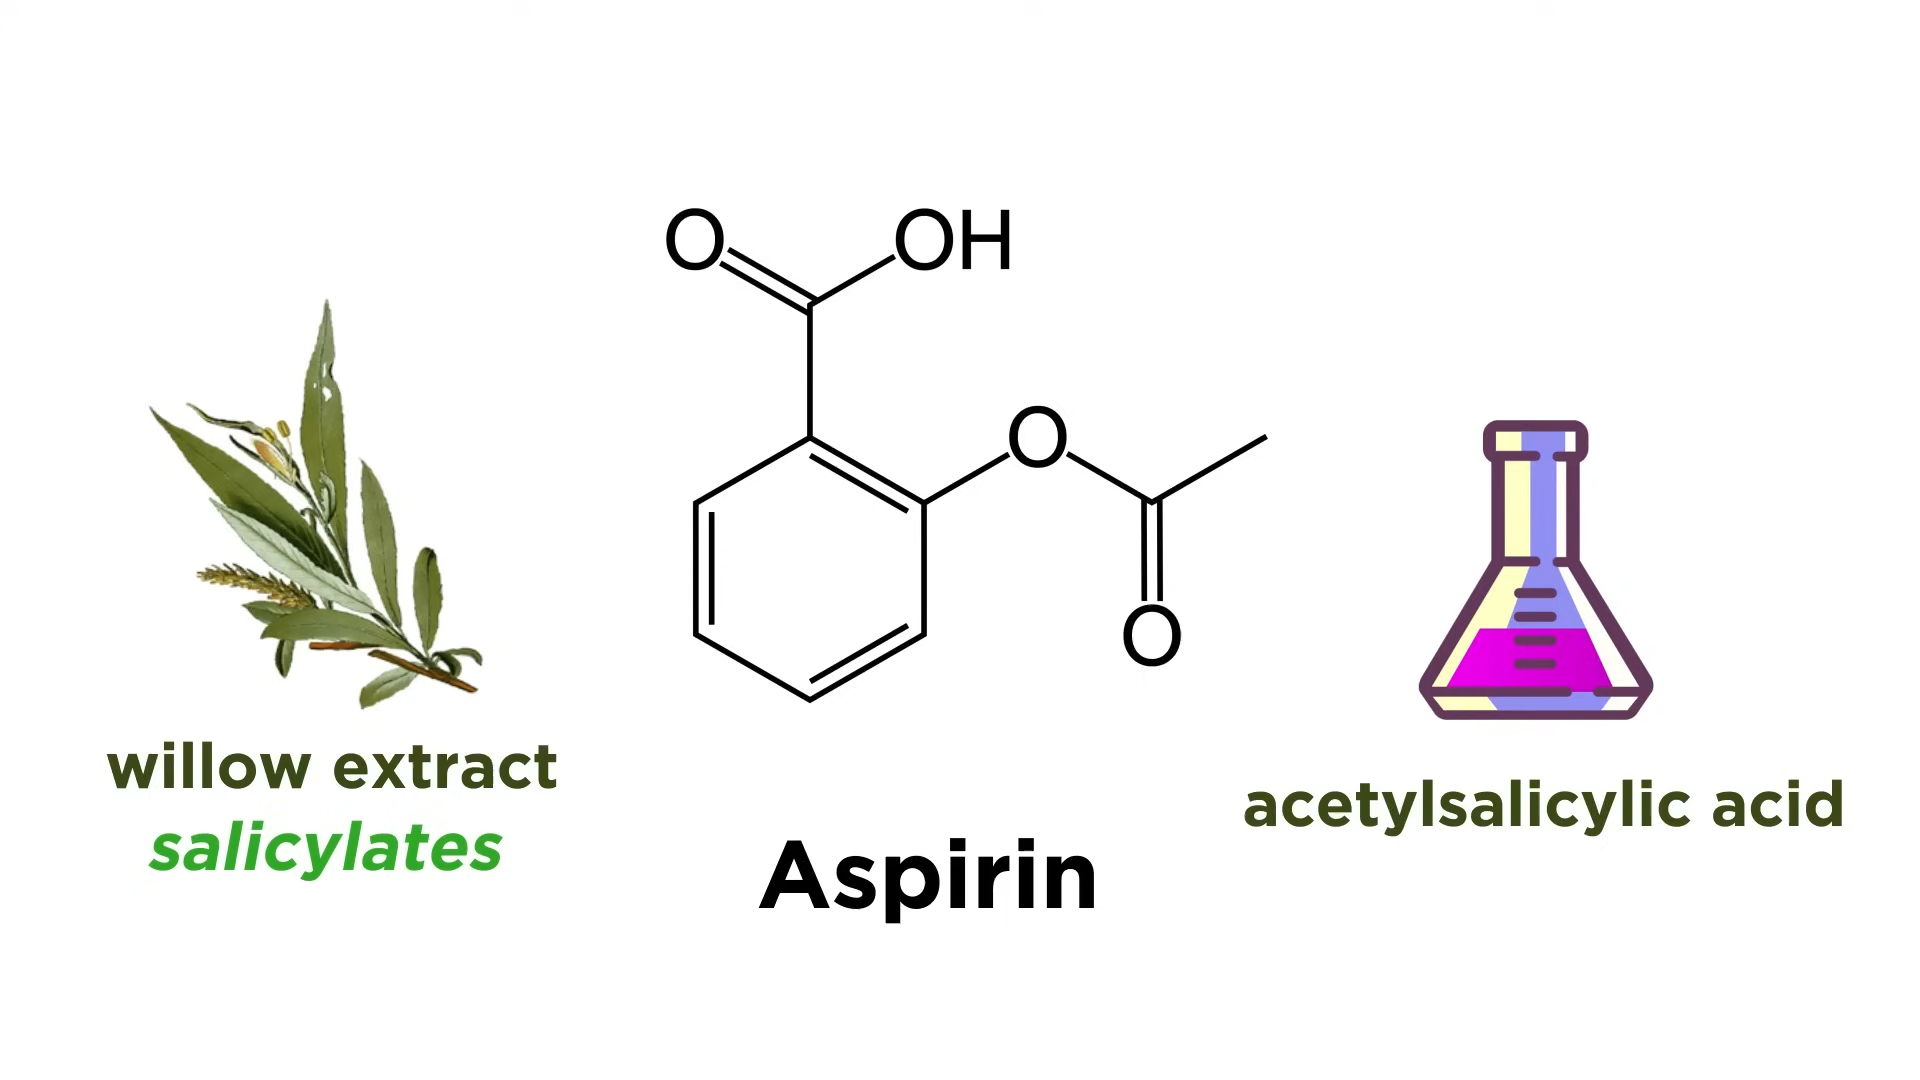 O OH
O
O
willow extract
salicylates
Aspirin
acetylsalicylic acid